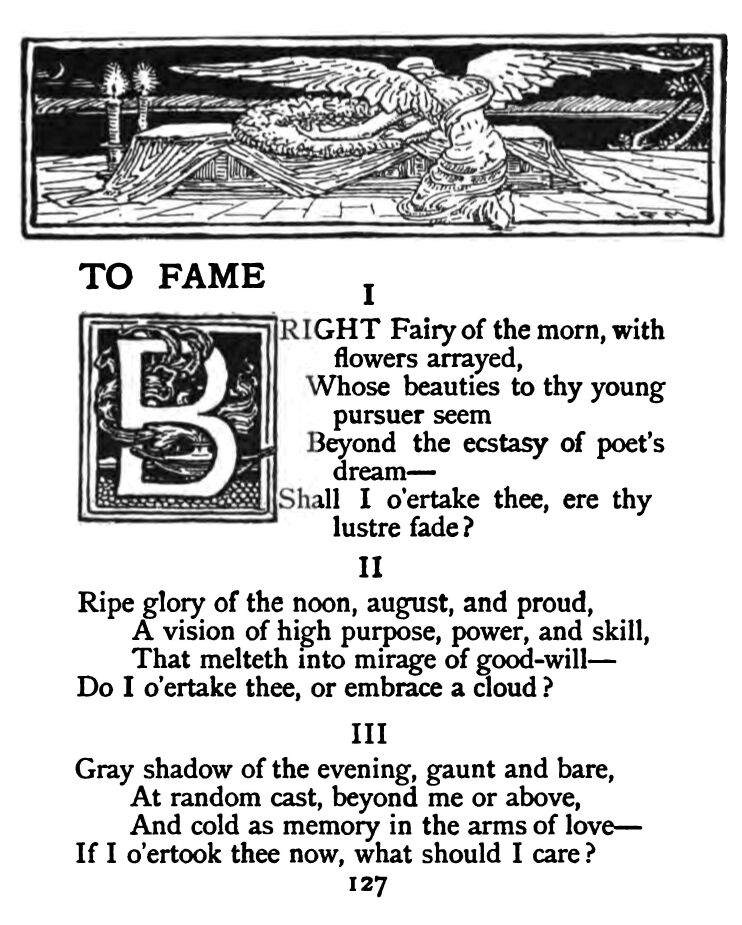 TO FAME
I
BRIGHT Fairy of the morn, with
flowers arrayed,
Whose beauties to thy young
pursuer seem
Beyond the ecstasy of poet's
dream—
Shall I o'ertake thee, ere thy
lustre fade?
II
Ripe glory of the noon, august, and proud,
A vision of high purpose, power, and skill,
That melteth into mirage of good-will—
Do I o'ertake thee, or embrace a cloud?
III
Gray shadow of the evening, gaunt and bare,
At random cast, beyond me or above,
And cold as memory in the arms of love—
If I o'ertook thee now, what should I care?
127